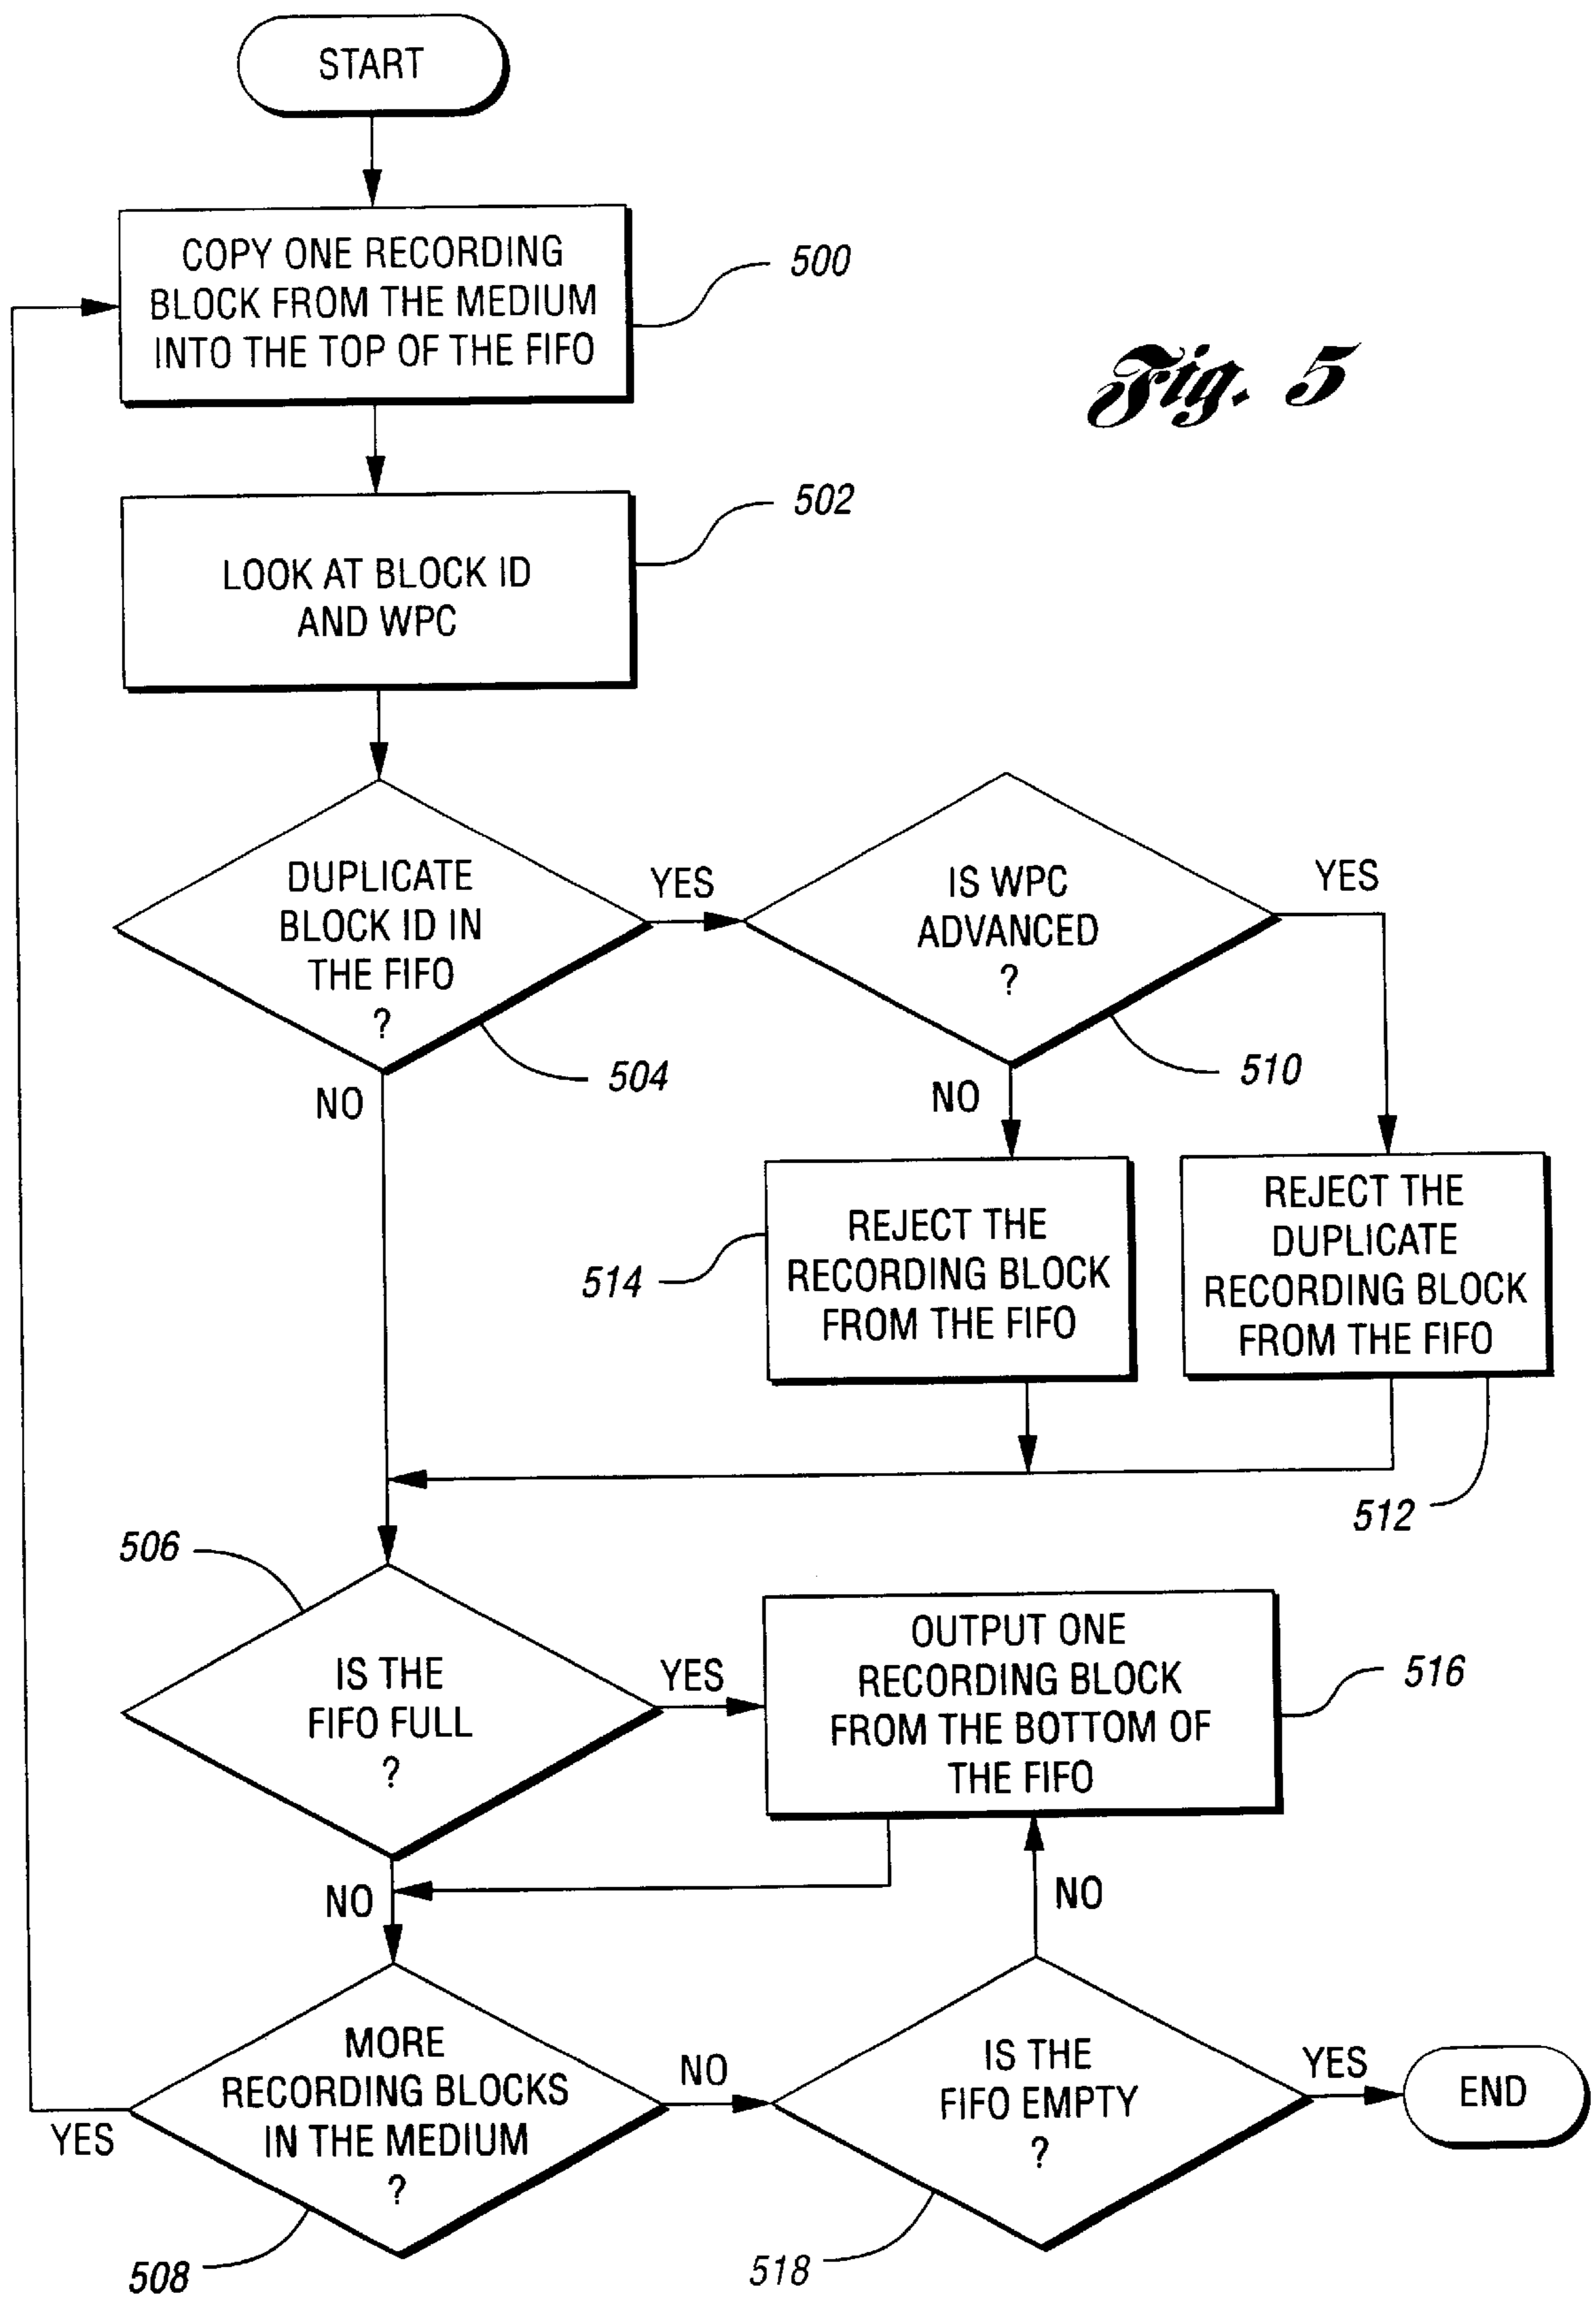 START
COPY ONE RECORDING
BLOCK FROM THE MEDIUM
INTO THE TOP OF THE FIFO
500
Fig. 5
LOOK AT BLOCK ID
AND WPC
502
DUPLICATE
BLOCK ID IN
THE FIFO
?
YES
NO
504
IS WPC
ADVANCED
?
YES
NO
510
REJECT THE
RECORDING BLOCK
FROM THE FIFO
514
REJECT THE
DUPLICATE
RECORDING BLOCK
FROM THE FIFO
512
506
IS THE
FIFO FULL
?
YES
NO
OUTPUT ONE
RECORDING BLOCK
FROM THE BOTTOM OF
THE FIFO
516
NO
MORE
RECORDING BLOCKS
IN THE MEDIUM
?
YES
NO
508
IS THE
FIFO EMPTY
?
YES
518
END